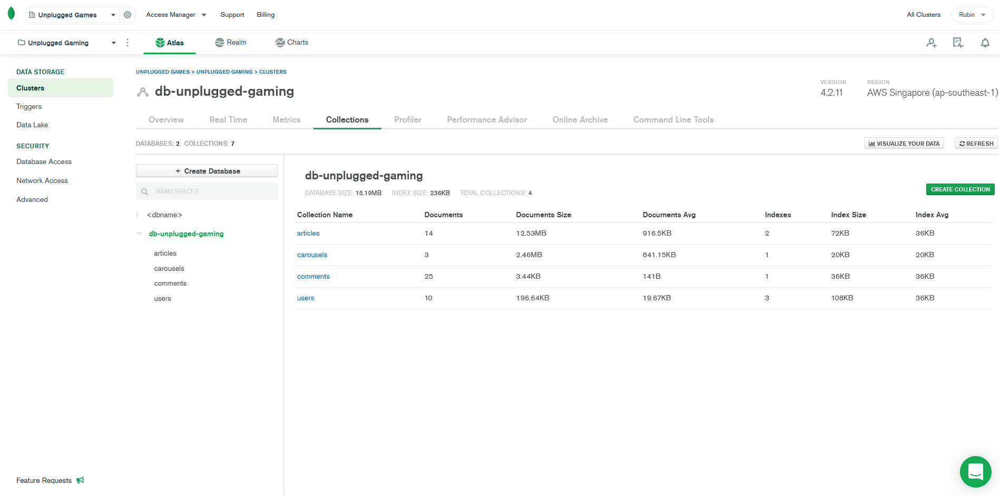 Unplugged Games
Access Manager
Support
Billing
All Clusters
Rubin
Unplugged Gaming
Atlas
Realm
Charts
DATA STORAGE
Clusters
Triggers
Data Lake
SECURITY
Database Access
Network Access
Advanced
Feature Requests
UNPLUGGED GAMES > UNPLUGGED GAMING > CLUSTERS
db-unplugged-gaming
VERSION
4.2.11
REGION
AWS Singapore (ap-southeast-1)
Overview
Real Time
Metrics
Collections
Profiler
Performance Advisor
Online Archive
Command Line Tools
DATABASES: 2 COLLECTIONS: 7
VISUALIZE YOUR DATA
REFRESH
+ Create Database
NAMESPACES
<dbname>
db-unplugged-gaming
articles
carousels
comments
users
db-unplugged-gaming
DATABASE SIZE: 15.19MB INDEX SIZE: 236KB TOTAL COLLECTIONS: 4
CREATE COLLECTION
Collection Name Documents Documents Size Documents Avg Indexes Index Size Index Avg
articles 14 12.53MB 916.5KB 2 72KB 36KB
carousels 3 2.46MB 841.15KB 1 20KB 20KB
comments 25 3.44KB 141B 1 36KB 36KB
users 10 196.64KB 19.67KB 3 108KB 36KB